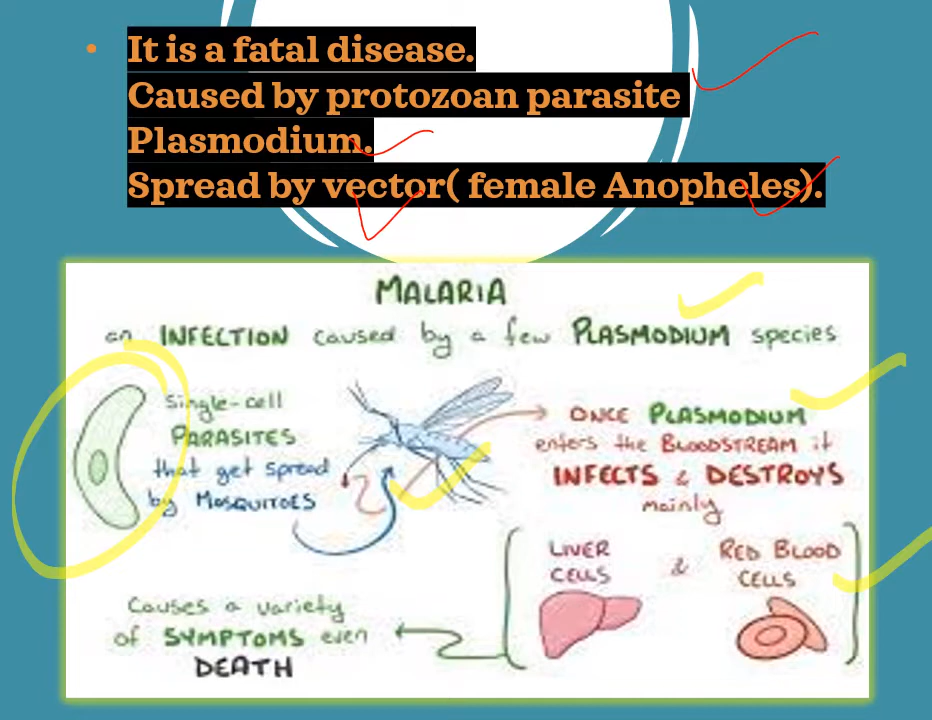 • It is a fatal disease.
Caused by protozoan parasite
Plasmodium.
Spread by vector( female Anopheles).
MALARIA
an INFECTION caused by a few PLASMODIUM species
Single-cell
PARASITES
that get spread
by MOSQUITOES
ONCE PLASMODIUM
enters the BLOODSTREAM it
INFECTS & DESTROYS
mainly
LIVER
CELLS
&
RED BLOOD
CELLS
Causes a variety
of SYMPTOMS even
DEATH